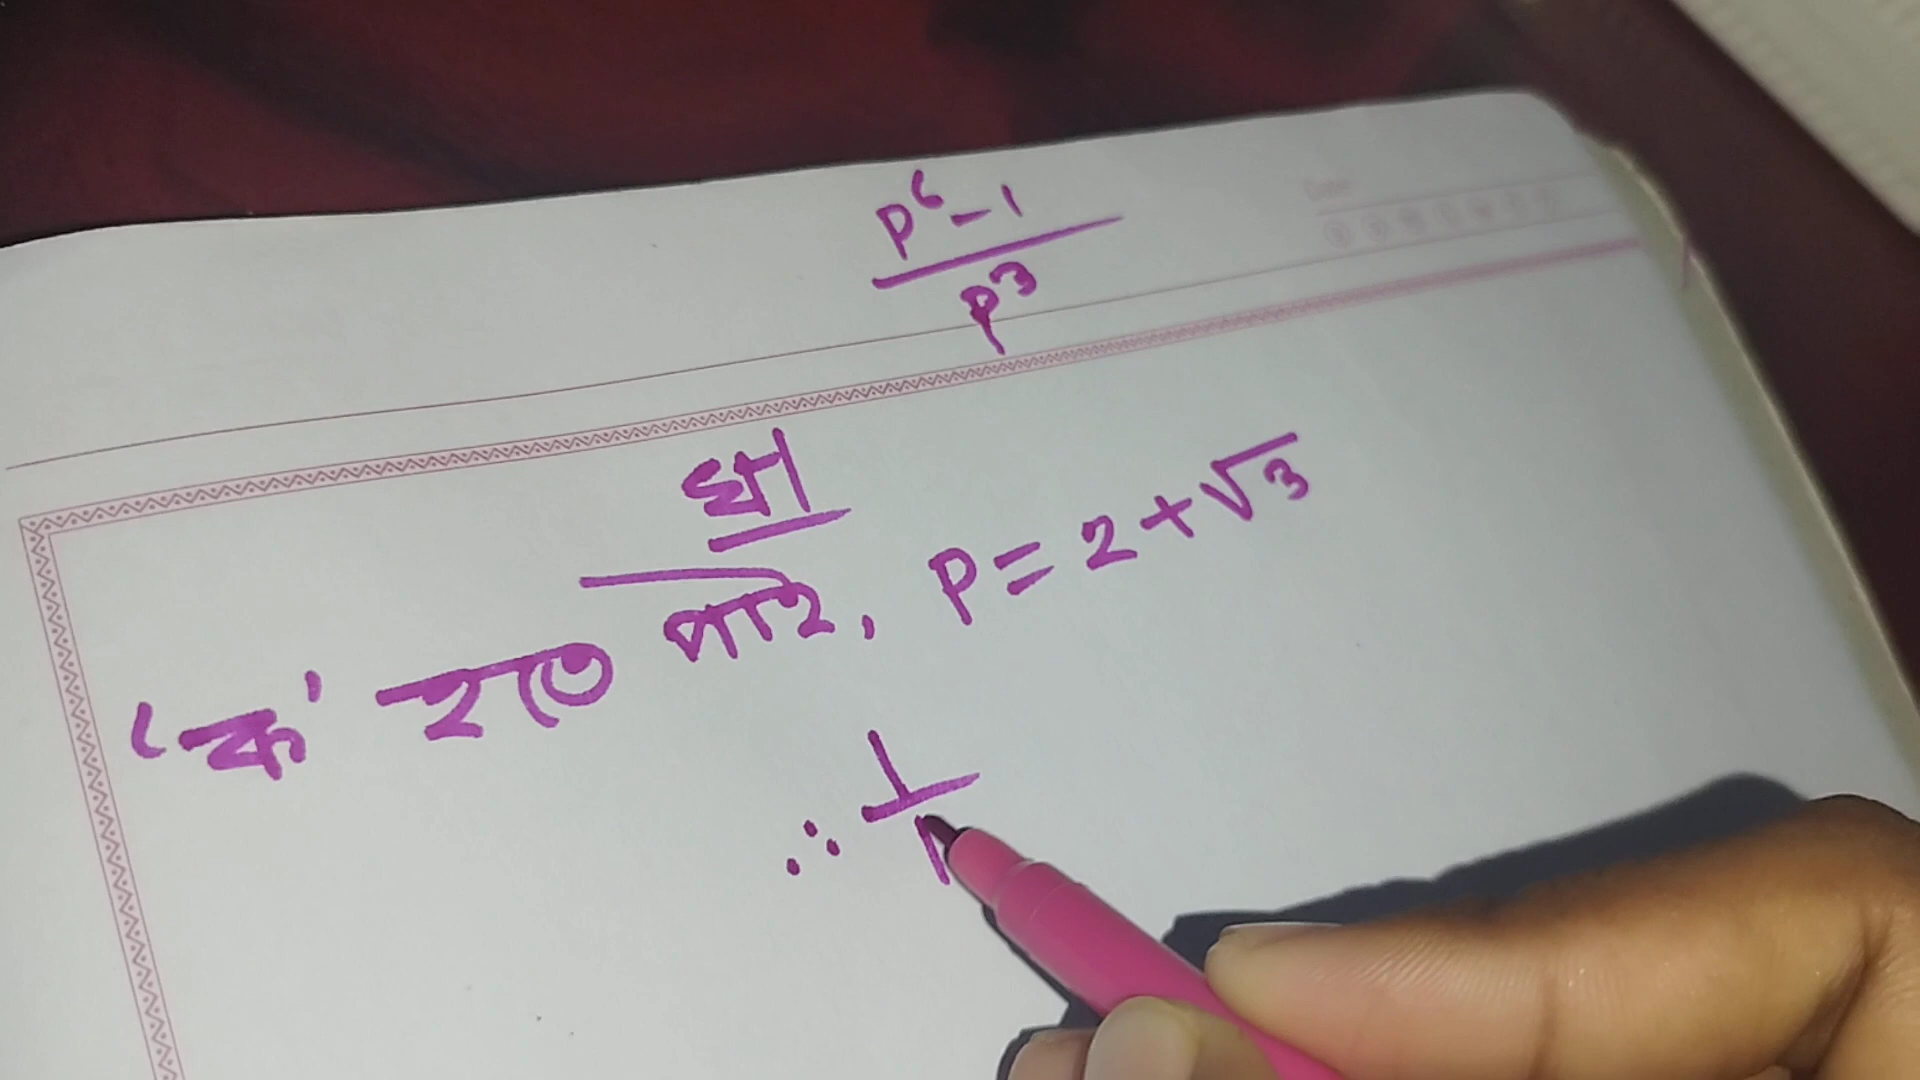 p⁶-1
p³
ঘ।
'ক' হতে পাই, P = 2+√3
∴ 1